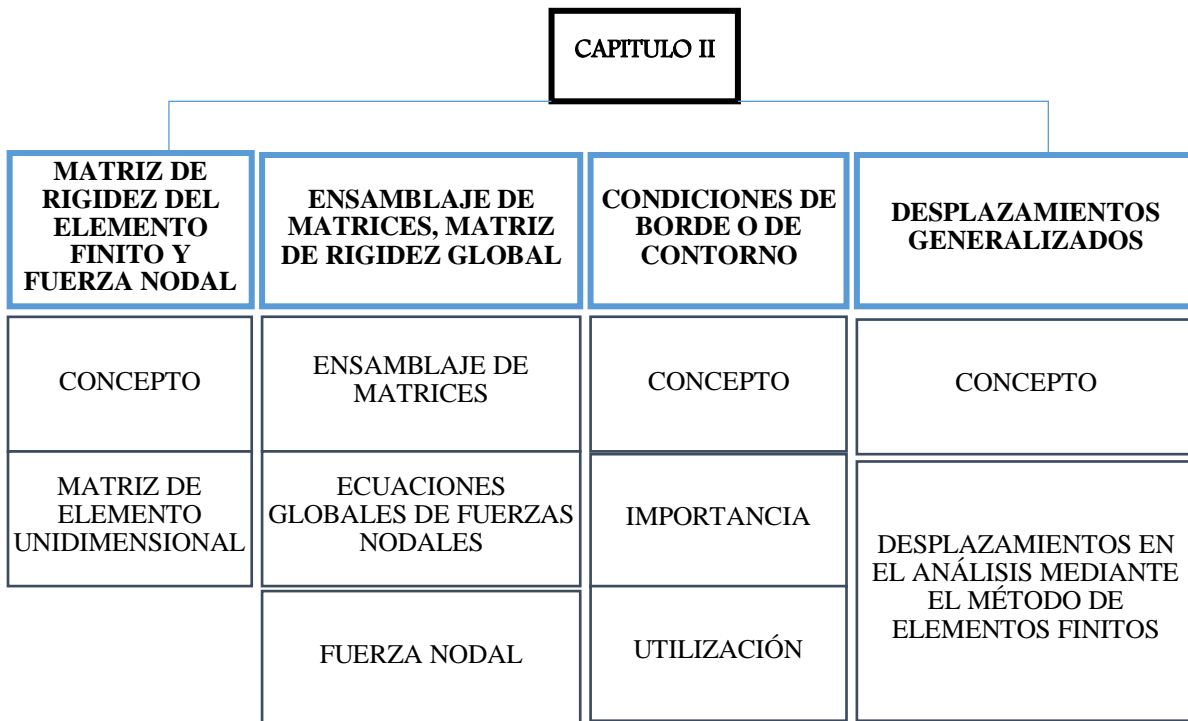 CAPITULO II
MATRIZ DE
RIGIDEZ DEL
ELEMENTO
FINITO Y
FUERZA NODAL
CONCEPTO
MATRIZ DE
ELEMENTO
UNIDIMENSIONAL
ENSAMBLAJE DE
MATRICES, MATRIZ
DE RIGIDEZ GLOBAL
ENSAMBLAJE DE
MATRICES
ECUACIONES
GLOBALES DE FUERZAS
NODALES
FUERZA NODAL
CONDICIONES DE
BORDE O DE
CONTORNO
CONCEPTO
IMPORTANCIA
UTILIZACIÓN
DESPLAZAMIENTOS
GENERALIZADOS
CONCEPTO
DESPLAZAMIENTOS EN
EL ANÁLISIS MEDIANTE
EL MÉTODO DE
ELEMENTOS FINITOS